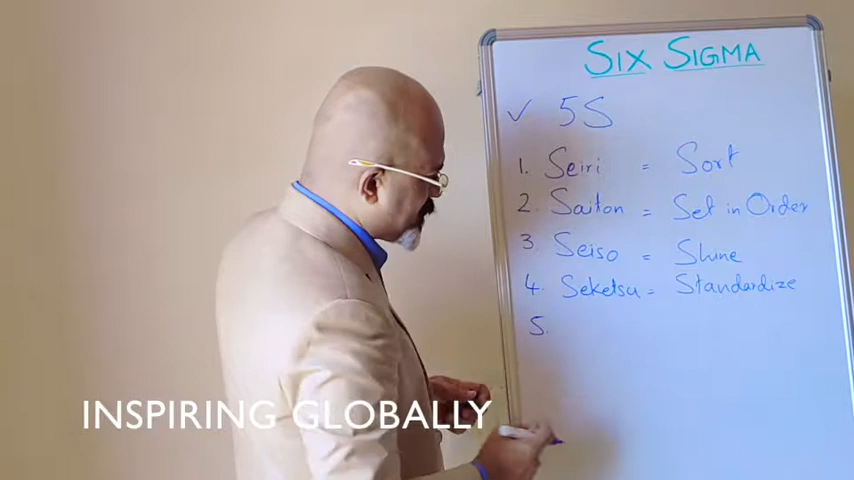 SIX SIGMA
✓ 5S
1. Seiri = Sort
2. Saiton = Set in Order
3. Seiso = Shine
4. Seketsu = Standardize
5.
INSPIRING GLOBALLY